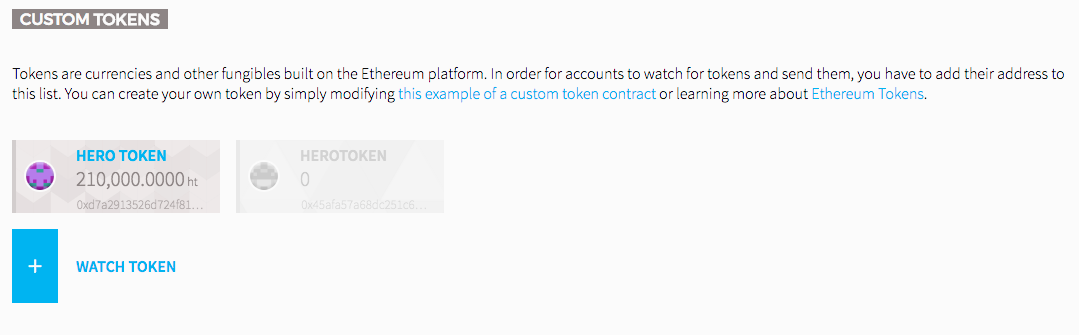 CUSTOM TOKENS
Tokens are currencies and other fungibles built on the Ethereum platform. In order for accounts to watch for tokens and send them, you have to add their address to
this list. You can create your own token by simply modifying this example of a custom token contract or learning more about Ethereum Tokens.
HERO TOKEN
210,000.0000 ht
0xd7a2913526d724f81...
HEROTOKEN
0
0x45afa57a68dc251c6...
+
WATCH TOKEN